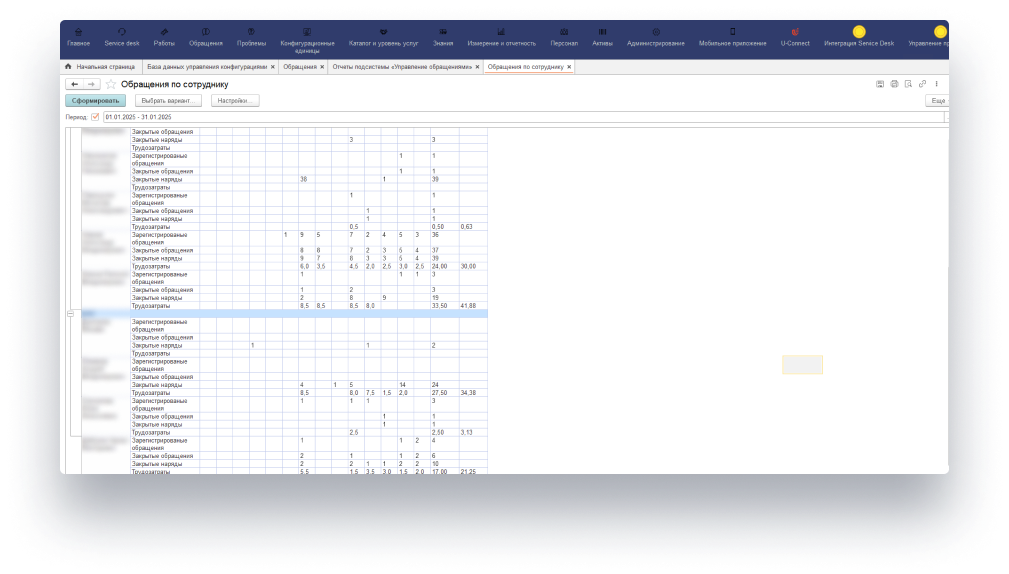 Главное Service desk Работы Обращения Проблемы Конфигурационные единицы Каталог и уровень услуг Знания Измерение и отчетность Персонал Активы Администрирование Мобильное приложение U-Connect Интеграция Service Desk Управление пр
Начальная страница База данных управления конфигурациями × Обращения × Отчеты подсистемы «Управление обращениями» × Обращения по сотруднику ×
Обращения по сотруднику
Сформировать Выбрать вариант... Настройки... Еще
Период: 01.01.2025 - 31.01.2025
Закрытые обращения
Закрытые наряды 3 3
Трудозатраты
Зарегистрированые обращения 1 1
Закрытые обращения 1 1
Закрытые наряды 38 1 39
Трудозатраты
Зарегистрированые обращения 1 1
Закрытые обращения 1 1
Закрытые наряды 1 1
Трудозатраты 0,5 0,50 0,63
Зарегистрированые обращения 1 9 5 7 2 4 5 3 36
Закрытые обращения 8 8 7 2 3 5 4 37
Закрытые наряды 9 7 8 3 3 5 4 39
Трудозатраты 6,0 3,5 4,5 2,0 2,5 3,0 2,5 24,00 30,00
Зарегистрированые обращения 1 1 1 3
Закрытые обращения 1 2 3
Закрытые наряды 2 8 9 19
Трудозатраты 8,5 8,5 8,5 8,0 33,50 41,88
Зарегистрированые обращения
Закрытые обращения
Закрытые наряды 1 1 2
Трудозатраты
Зарегистрированые обращения
Закрытые обращения
Закрытые наряды 4 1 5 14 24
Трудозатраты 8,5 8,0 7,5 1,5 2,0 27,50 34,38
Зарегистрированые обращения 1 1 1 3
Закрытые обращения 1 1
Закрытые наряды 1 1
Трудозатраты 2,5 2,50 3,13
Зарегистрированые обращения 1 1 2 4
Закрытые обращения 2 1 1 2 6
Закрытые наряды 2 2 1 1 2 2 10
Трудозатраты 5,5 1,5 3,5 3,0 1,5 2,0 17,00 21,25